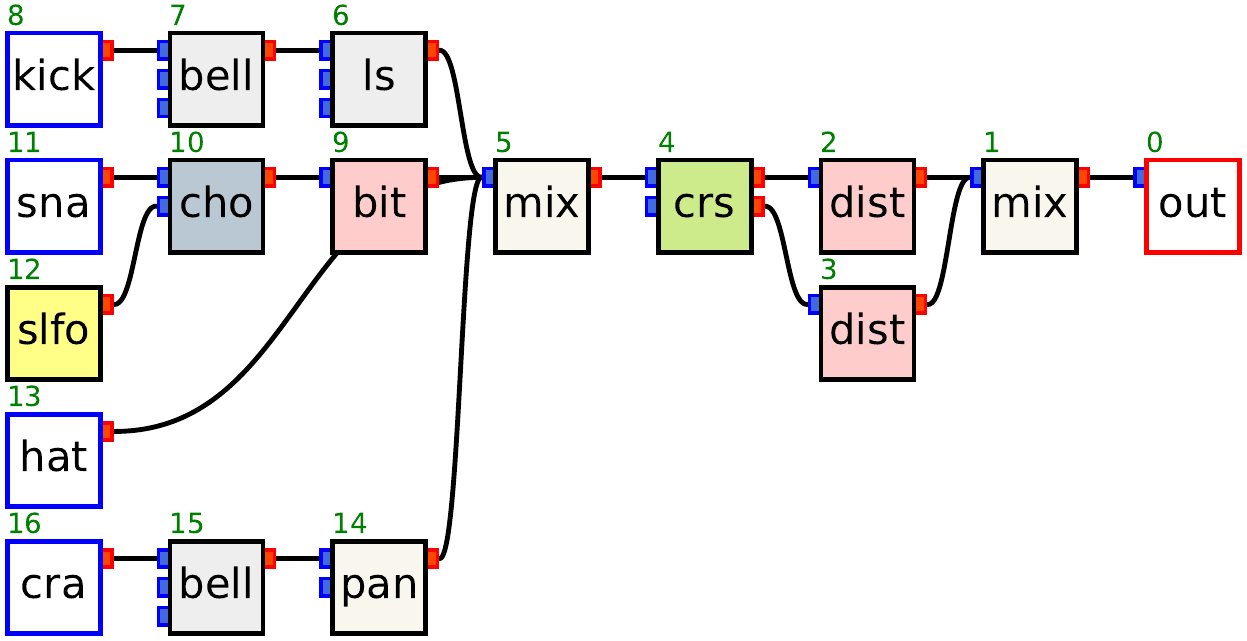 8 7 6
kick bell ls
11 10 9 5 4 2 1 0
sna cho bit mix crs dist mix out
12 3
slfo dist
13
hat
16 15 14
cra bell pan